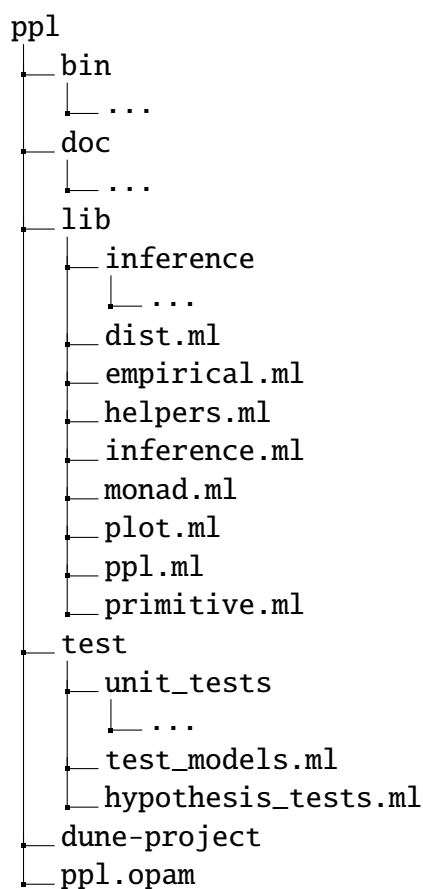 ppl
bin
...
doc
...
lib
inference
...
dist.ml
empirical.ml
helpers.ml
inference.ml
monad.ml
plot.ml
ppl.ml
primitive.ml
test
unit_tests
...
test_models.ml
hypothesis_tests.ml
dune-project
ppl.opam